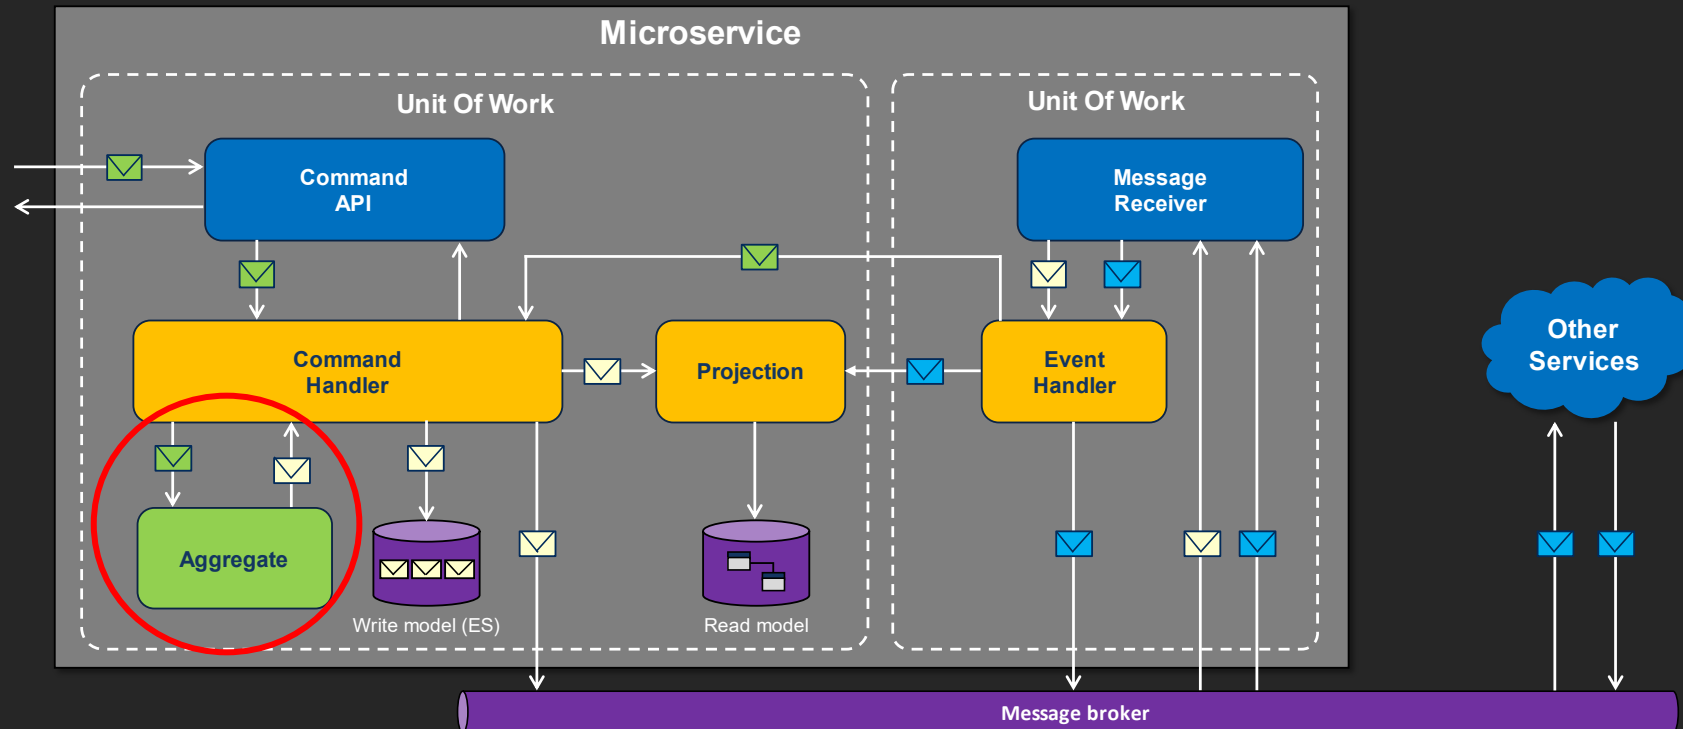 Microservice
Unit Of Work
Unit Of Work
Command
API
Message
Receiver
Command
Handler
Projection
Event
Handler
Other
Services
Aggregate
Write model (ES)
Read model
Message broker